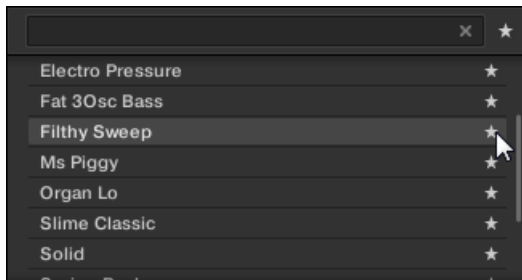 Electro Pressure
Fat 3Osc Bass
Filthy Sweep
Ms Piggy
Organ Lo
Slime Classic
Solid